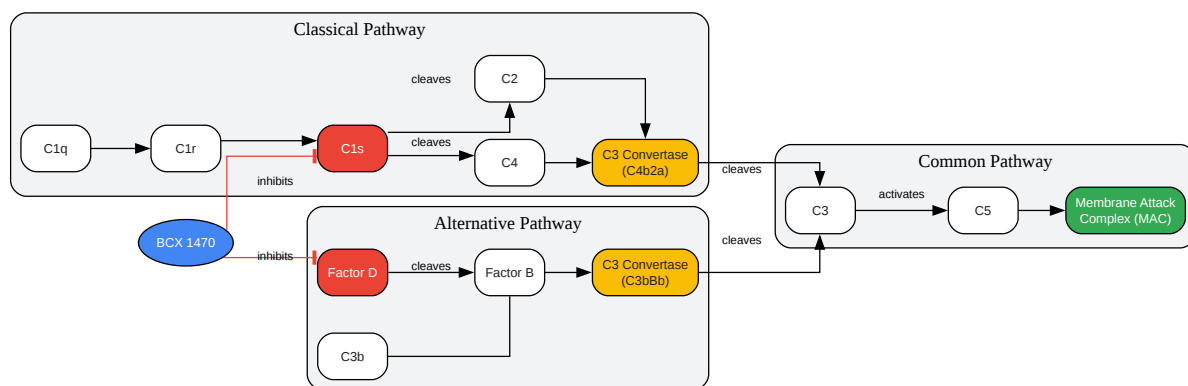 Classical Pathway
cleaves
C2
C1q
C1r
C1s
cleaves
C4
C3 Convertase
(C4b2a)
inhibits
cleaves
Common Pathway
C3
activates
C5
Membrane Attack
Complex (MAC)
BCX 1470
inhibits
Alternative Pathway
Factor D
cleaves
Factor B
C3 Convertase
(C3bBb)
cleaves
C3b